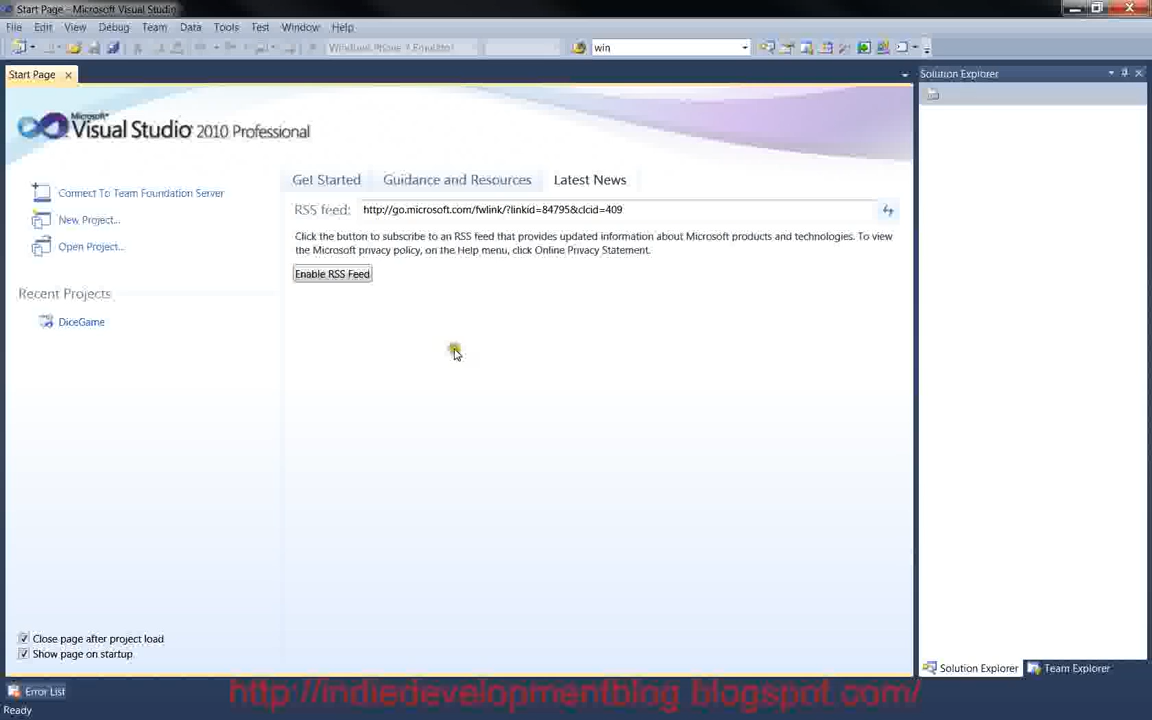 Start Page - Microsoft Visual Studio
File Edit View Debug Team Data Tools Test Window Help
Windows Phone 7 Emulator
win
Start Page
Solution Explorer
Microsoft
Visual Studio 2010 Professional
Connect To Team Foundation Server
New Project...
Open Project...
Recent Projects
DiceGame
Get Started Guidance and Resources Latest News
RSS feed: http://go.microsoft.com/fwlink/?linkid=84795&clcid=409
Click the button to subscribe to an RSS feed that provides updated information about Microsoft products and technologies. To view
the Microsoft privacy policy, on the Help menu, click Online Privacy Statement.
Enable RSS Feed
Close page after project load
Show page on startup
Solution Explorer Team Explorer
Error List
http://indiedevelopmentblog.blogspot.com/
Ready